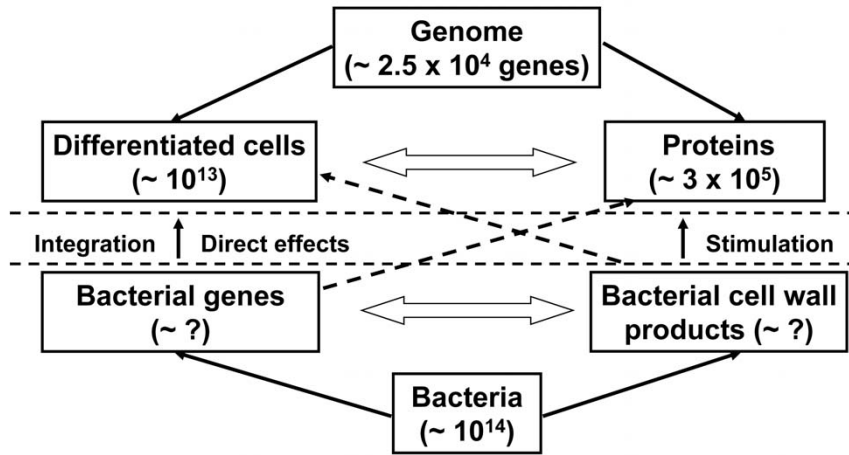 Genome
(~ 2.5 x 10⁴ genes)
Differentiated cells
(~ 10¹³)
Proteins
(~ 3 x 10⁵)
Integration
Direct effects
Stimulation
Bacterial genes
(~ ?)
Bacterial cell wall
products (~ ?)
Bacteria
(~ 10¹⁴)